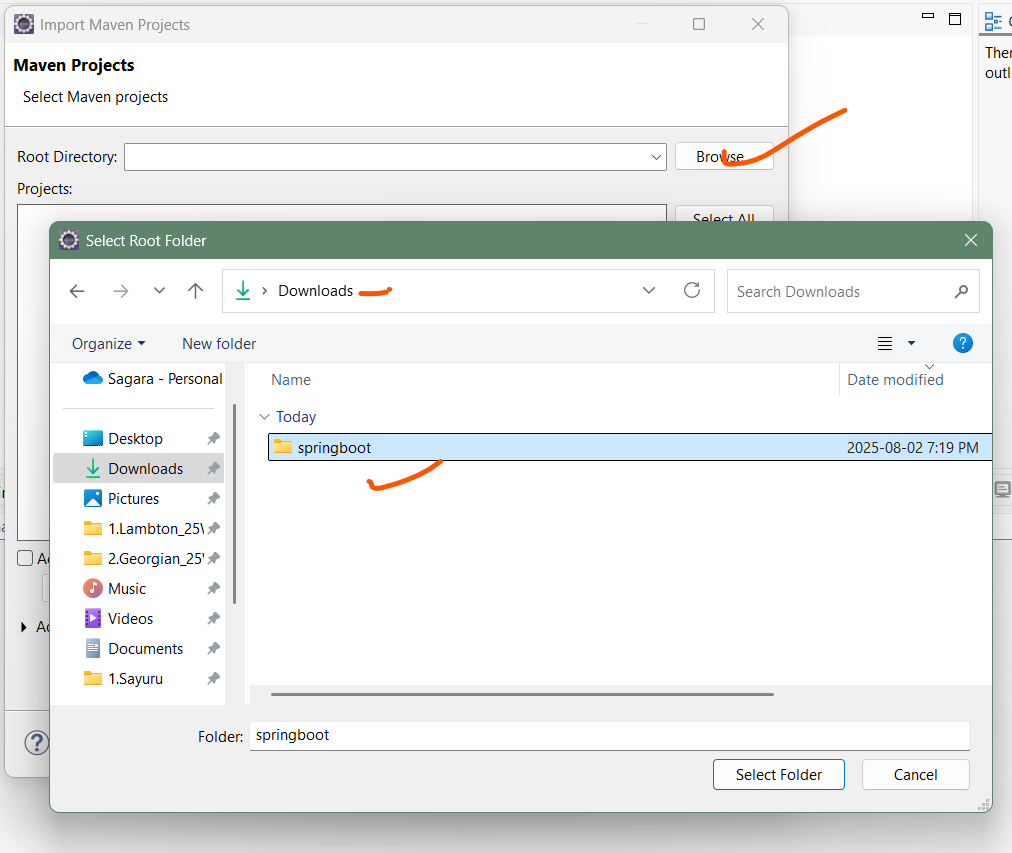 Import Maven Projects
Maven Projects
Select Maven projects
Ther
outl
Root Directory:
Browse...
Projects:
Select All
Select Root Folder
Downloads
Search Downloads
Organize
New folder
Sagara - Personal
Name
Date modified
Today
Desktop
springboot
2025-08-02 7:19 PM
Downloads
Pictures
1.Lambton_25\
2.Georgian_25'
Music
Videos
Documents
1.Sayuru
Folder:
springboot
Select Folder
Cancel